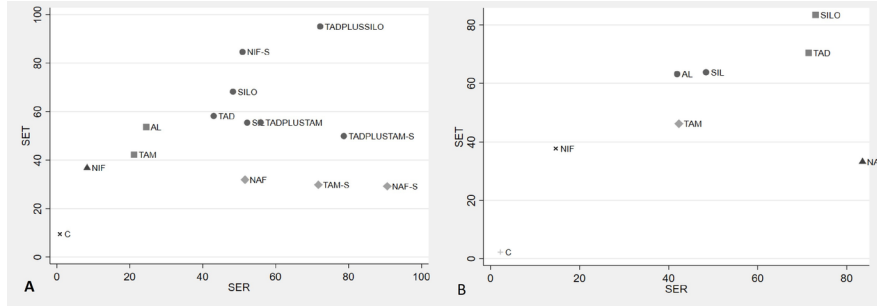 100
80
60
40
20
0
SET
TADPLUSSILO
NIF-S
SILO
TAD
TADPLUSTAM
AL
TADPLUSTAM-S
TAM
NIF
NAF
TAM-S
NAF-S
C
0 20 40 60 80 100
SER
A
80
60
40
20
0
SET
SILO
TAD
AL
SIL
TAM
NIF
NA
C
0 20 40 60 80
SER
B